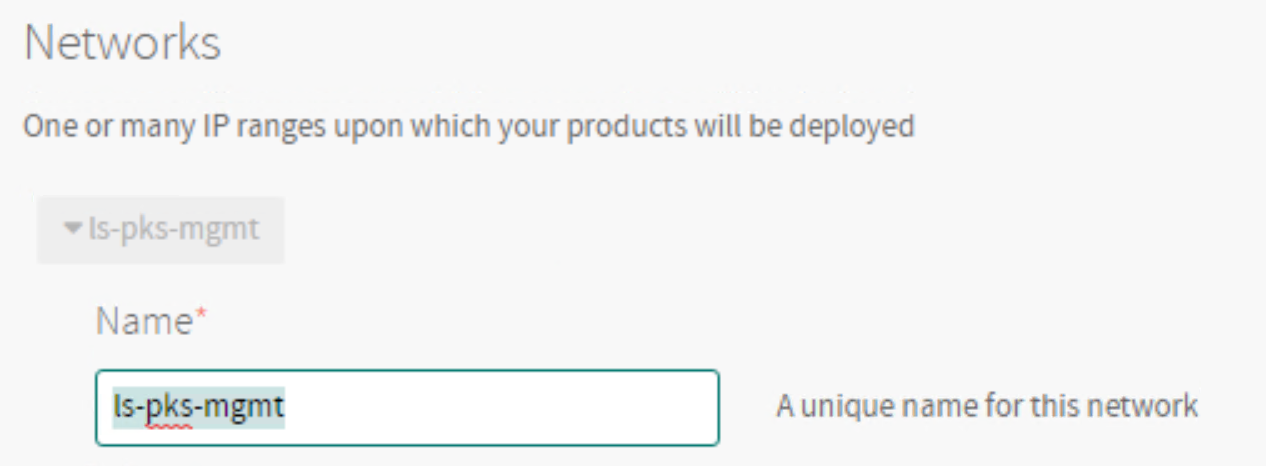 Networks
One or many IP ranges upon which your products will be deployed
ls-pks-mgmt
Name*
ls-pks-mgmt
A unique name for this network